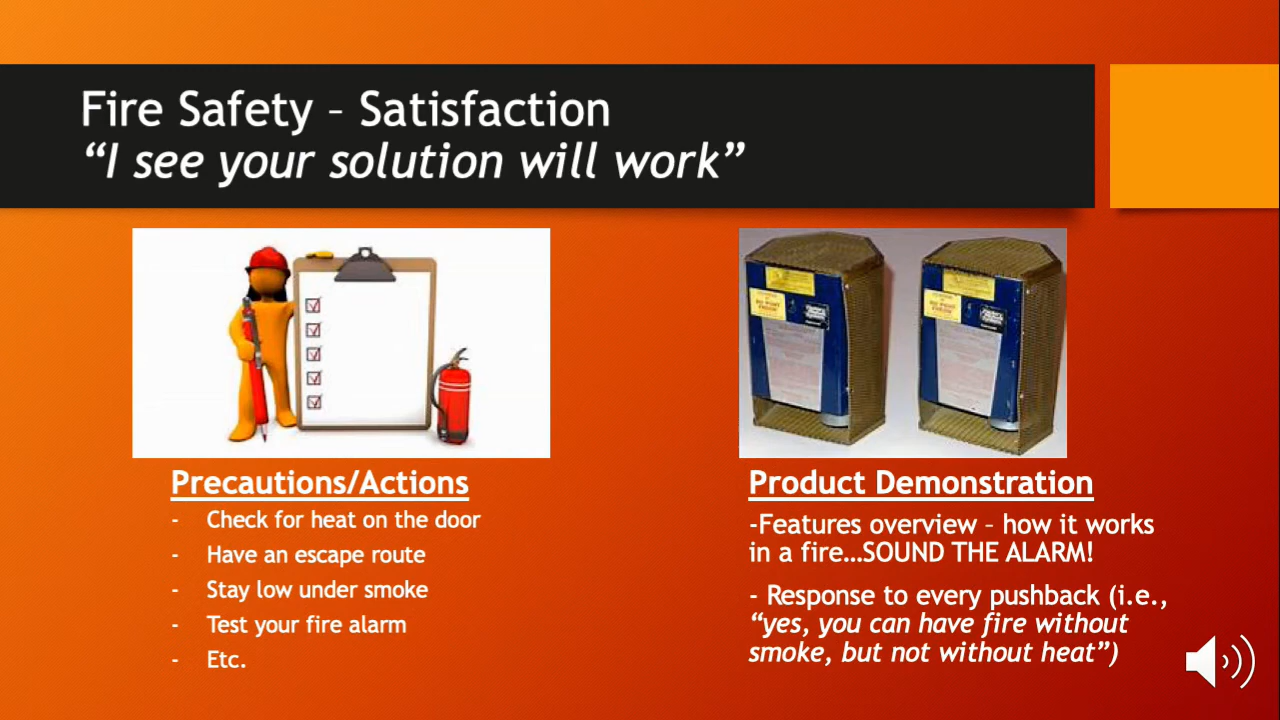 Fire Safety – Satisfaction
“I see your solution will work”
Precautions/Actions
- Check for heat on the door
- Have an escape route
- Stay low under smoke
- Test your fire alarm
- Etc.
Product Demonstration
-Features overview – how it works
in a fire…SOUND THE ALARM!
- Response to every pushback (i.e.,
“yes, you can have fire without
smoke, but not without heat”)